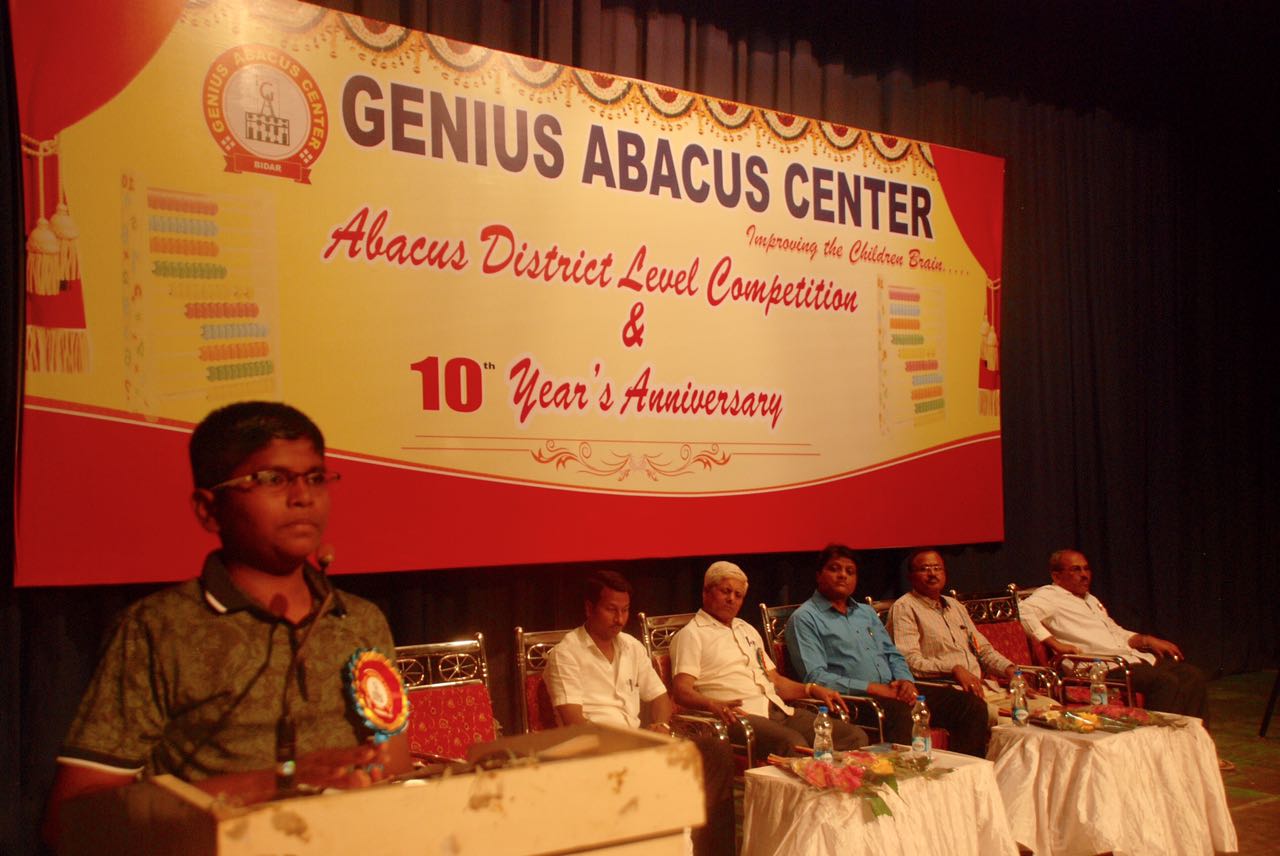 GENIUS ABACUS CENTER
BIDAR
GENIUS ABACUS CENTER
Improving the Children Brain.....
Abacus District Level Competition
&
10th Year's Anniversary